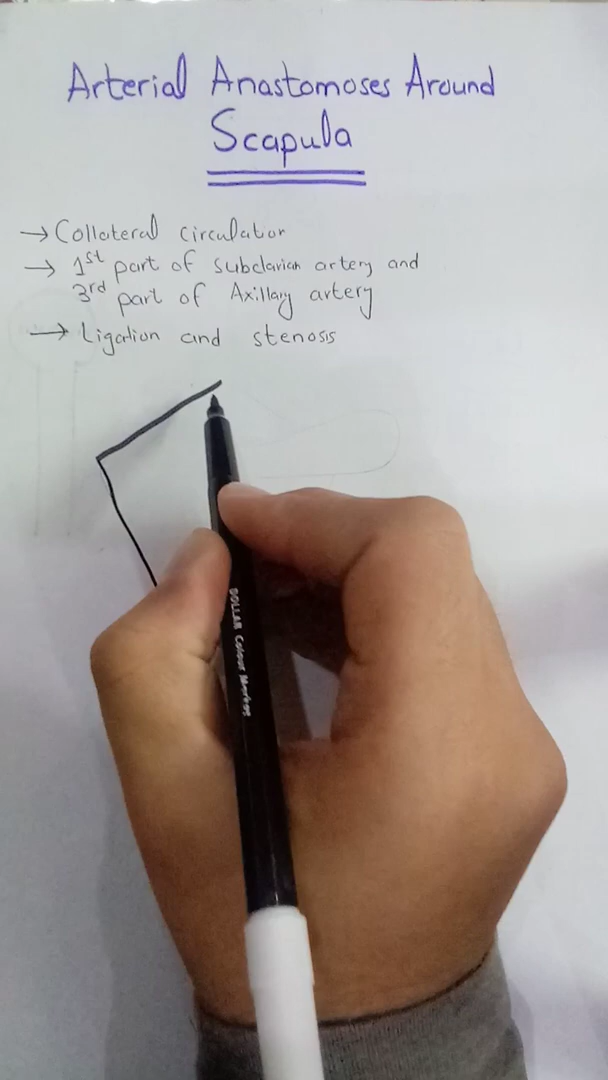 Arterial Anastomoses Around
Scapula
→ Collateral circulation
→ 1st part of subclavian artery and
3rd part of Axillary artery
→ Ligation and stenosis
DOLLAR Colour Marker